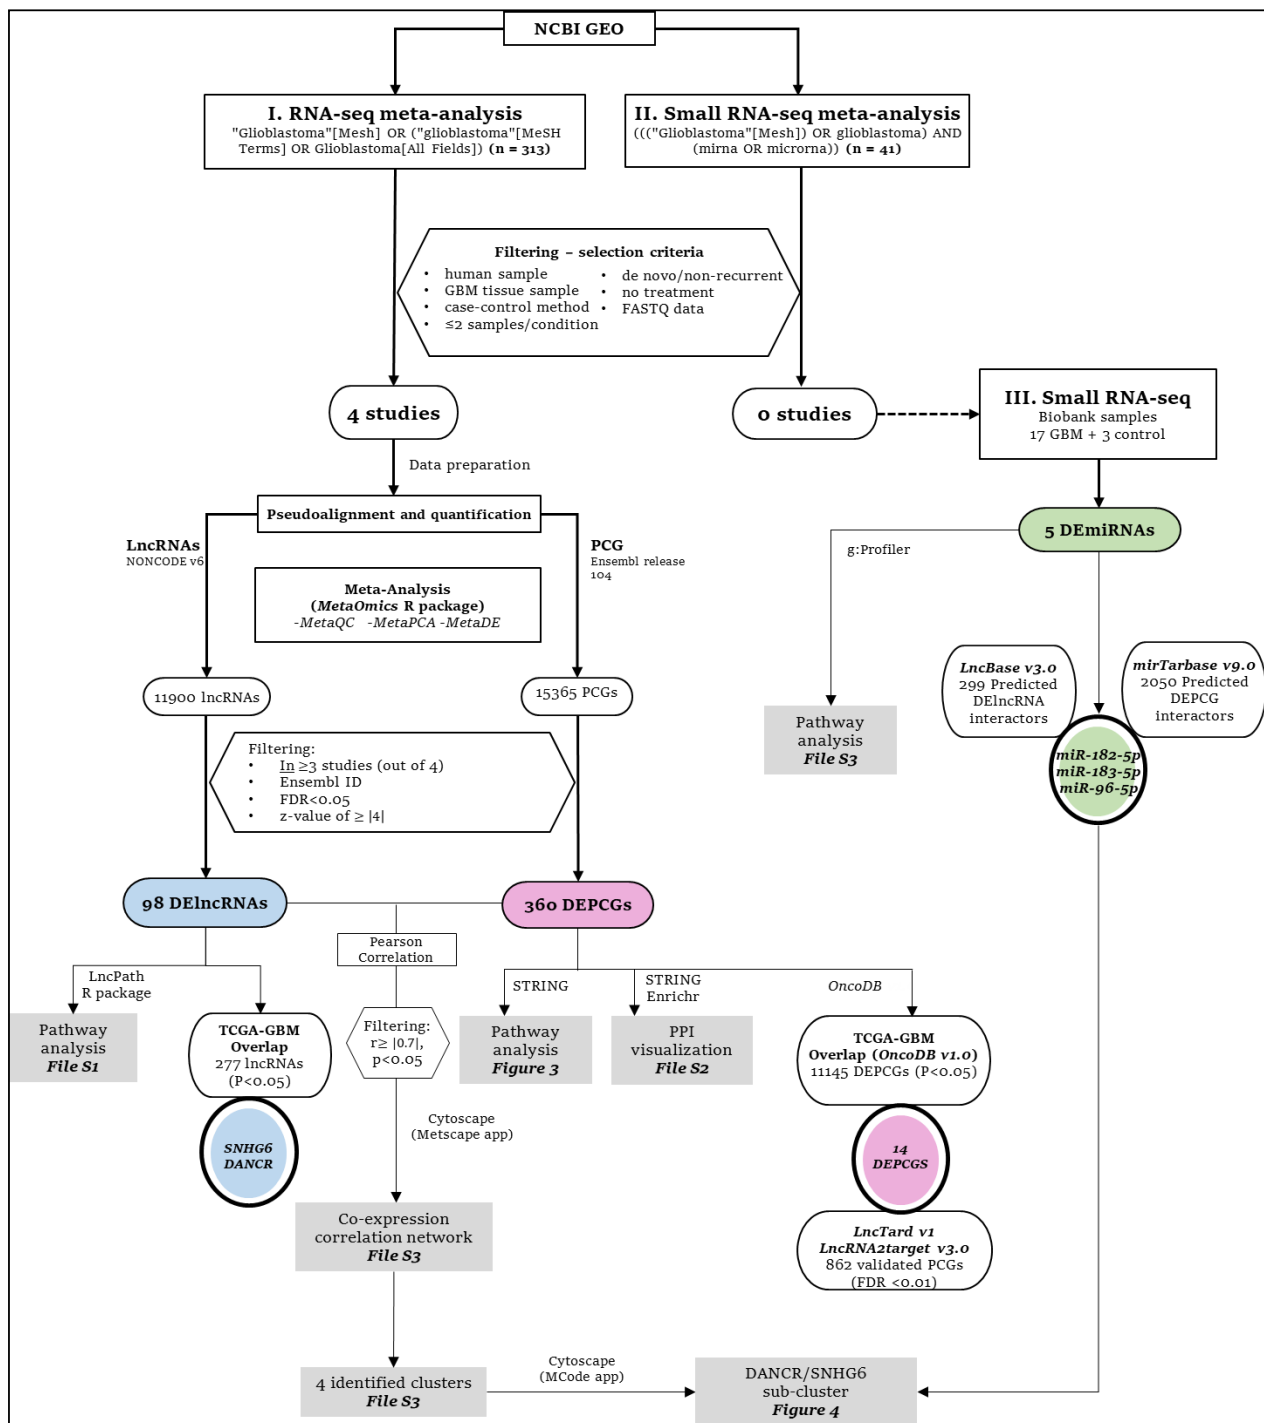 NCBI GEO
I. RNA-seq meta-analysis
"Glioblastoma"[Mesh] OR ("glioblastoma"[MeSH
Terms] OR Glioblastoma[All Fields]) (n = 313)
II. Small RNA-seq meta-analysis
(((("Glioblastoma"[Mesh]) OR glioblastoma) AND
(mirna OR microrna)) (n = 41)
Filtering – selection criteria
• human sample
• GBM tissue sample
• case-control method
• ≤2 samples/condition
• de novo/non-recurrent
• no treatment
• FASTQ data
4 studies
0 studies
III. Small RNA-seq
Biobank samples
17 GBM + 3 control
Data preparation
Pseudoalignment and quantification
LncRNAs
NONCODE v6
PCG
Ensembl release
104
Meta-Analysis
(MetaOmics R package)
-MetaQC -MetaPCA -MetaDE
5 DEmiRNAs
g:Profiler
11900 lncRNAs
15365 PCGs
LncBase v3.0
299 Predicted
DElncRNA
interactors
mirTarbase v9.0
2050 Predicted
DEPCG
interactors
Pathway
analysis
File S3
miR-182-5p
miR-183-5p
miR-96-5p
Filtering:
• In ≥3 studies (out of 4)
• Ensembl ID
• FDR<0.05
• z-value of ≥ |4|
98 DElncRNAs
360 DEPCGs
Pearson
Correlation
LncPath
R package
STRING
STRING
Enrichr
OncoDB
Pathway
analysis
File S1
TCGA-GBM
Overlap
277 lncRNAs
(P<0.05)
Filtering:
r≥ |0.7|,
p<0.05
Pathway
analysis
Figure 3
PPI
visualization
File S2
TCGA-GBM
Overlap (OncoDB v1.0)
11145 DEPCGs (P<0.05)
SNHG6
DANCR
Cytoscape
(Metscape app)
14
DEPCGS
Co-expression
correlation network
File S3
LncTard v1
LncRNA2target v3.0
862 validated PCGs
(FDR <0.01)
4 identified clusters
File S3
Cytoscape
(MCode app)
DANCR/SNHG6
sub-cluster
Figure 4